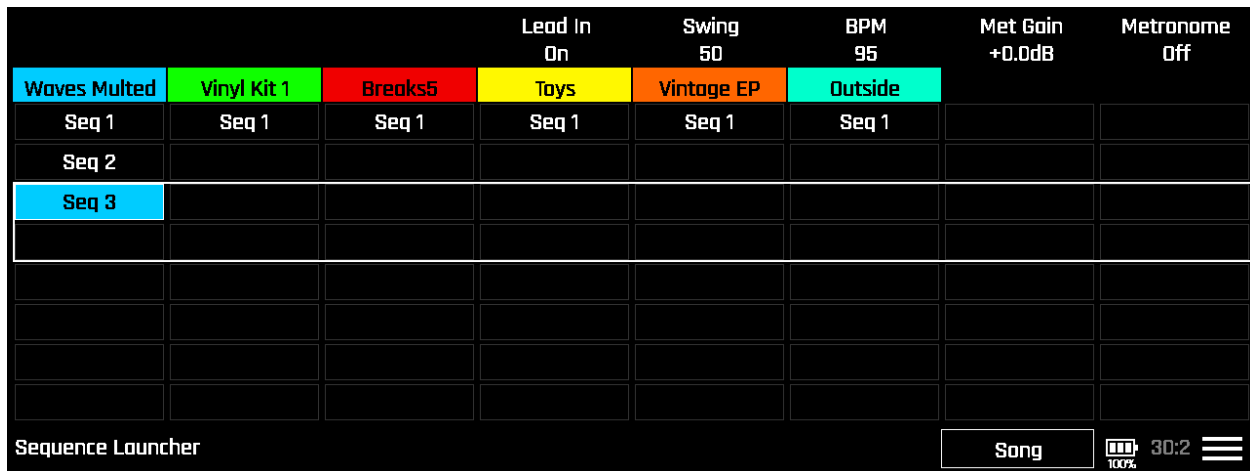 Lead In Swing BPM Met Gain Metronome
On 50 95 +0.0dB Off
Waves Multed Vinyl Kit 1 Breaks5 Toys Vintage EP Outside
Seq 1 Seq 1 Seq 1 Seq 1 Seq 1 Seq 1
Seq 2
Seq 3
Sequence Launcher Song 100% 30:2